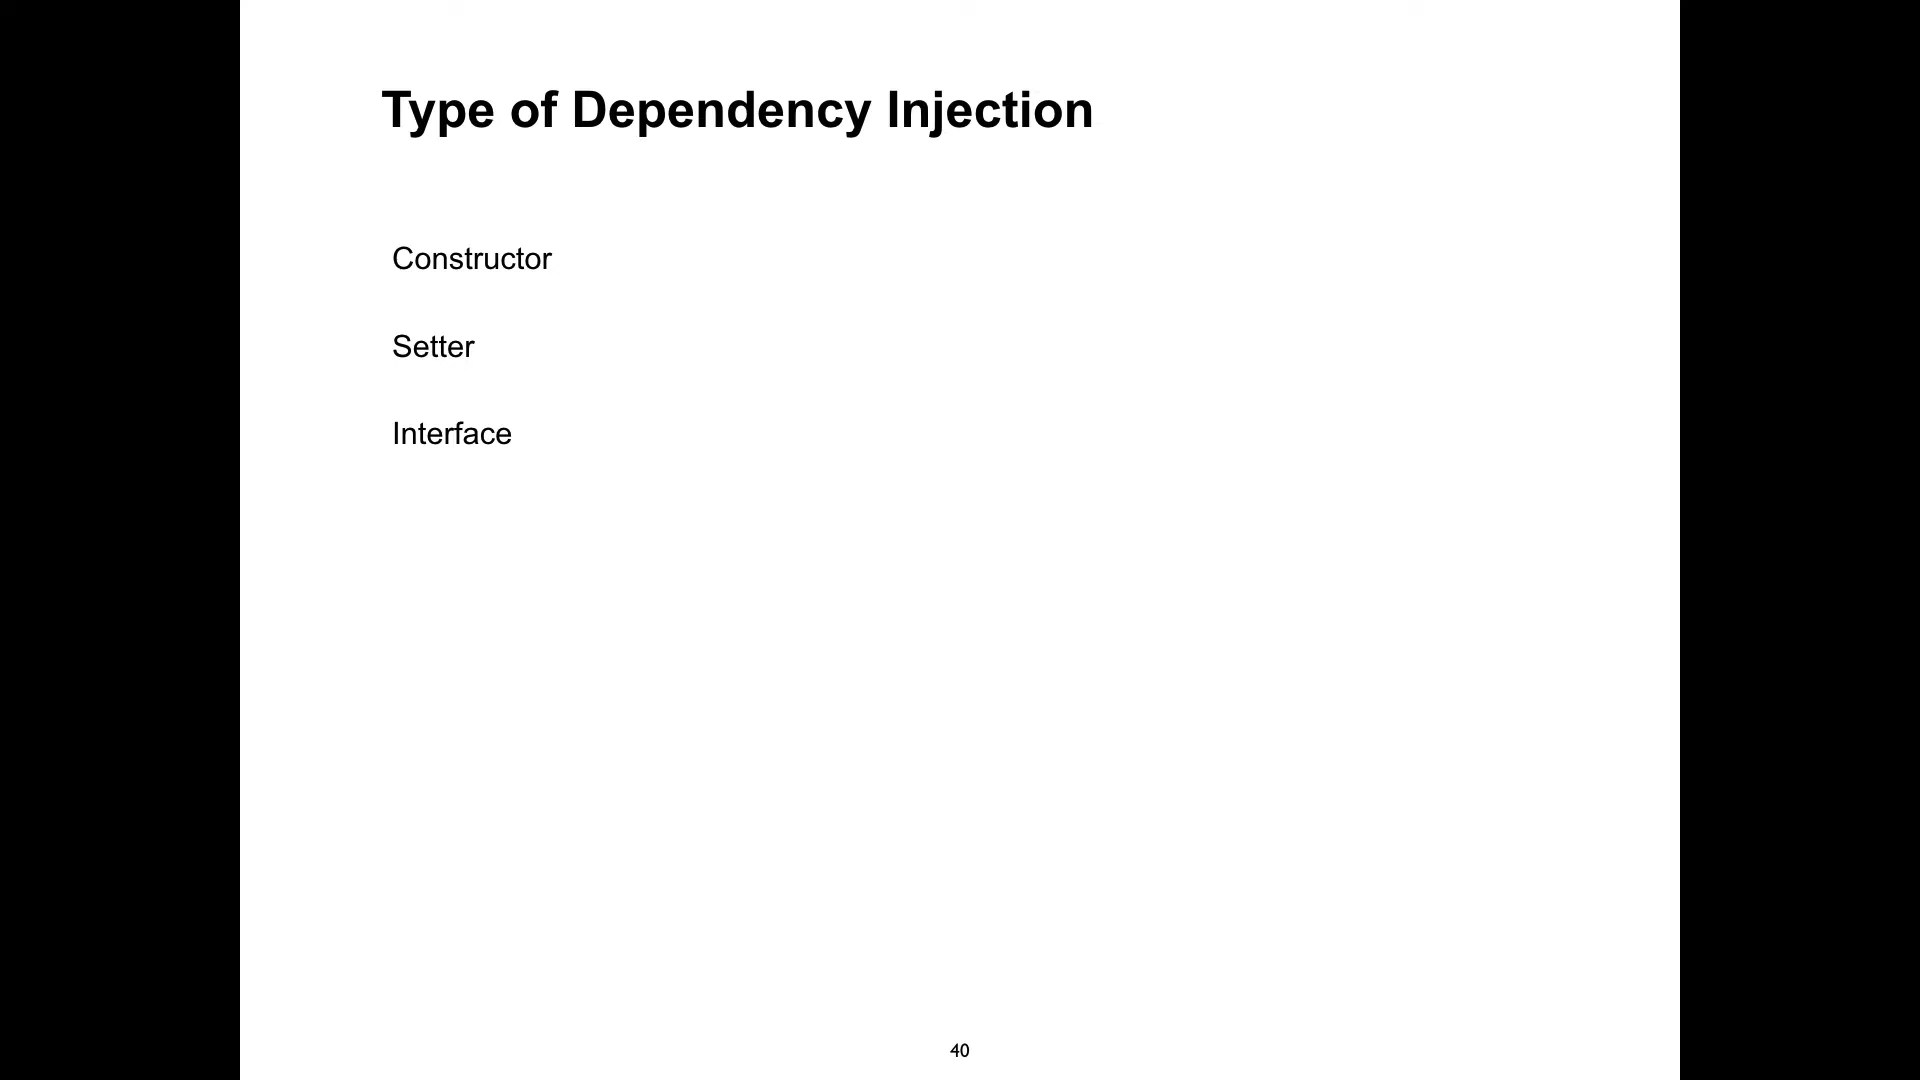 Type of Dependency Injection
Constructor
Setter
Interface
40